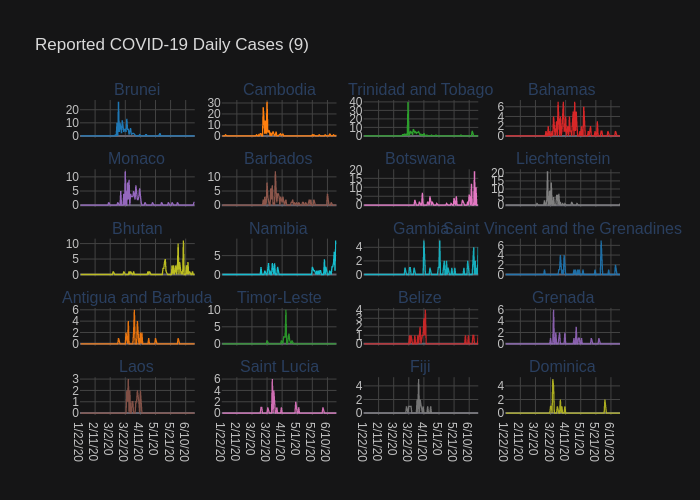 Reported COVID-19 Daily Cases (9)
Brunei Cambodia Trinidad and Tobago Bahamas
20 10 0
30 20 10 0
40 30 20 10 0
6 4 2 0
Monaco Barbados Botswana Liechtenstein
10 5 0
10 5 0
20 15 10 5 0
20 15 10 5 0
Bhutan Namibia Gambia Saint Vincent and the Grenadines
10 5 0
5 0
4 2 0
6 4 2 0
Antigua and Barbuda Timor-Leste Belize Grenada
6 4 2 0
10 5 0
4 3 2 1 0
6 4 2 0
Laos Saint Lucia Fiji Dominica
3 2 1 0
6 4 2 0
4 2 0
4 2 0
1/22/20 2/11/20 3/2/20 3/22/20 4/11/20 5/1/20 5/21/20 6/10/20
1/22/20 2/11/20 3/2/20 3/22/20 4/11/20 5/1/20 5/21/20 6/10/20
1/22/20 2/11/20 3/2/20 3/22/20 4/11/20 5/1/20 5/21/20 6/10/20
1/22/20 2/11/20 3/2/20 3/22/20 4/11/20 5/1/20 5/21/20 6/10/20